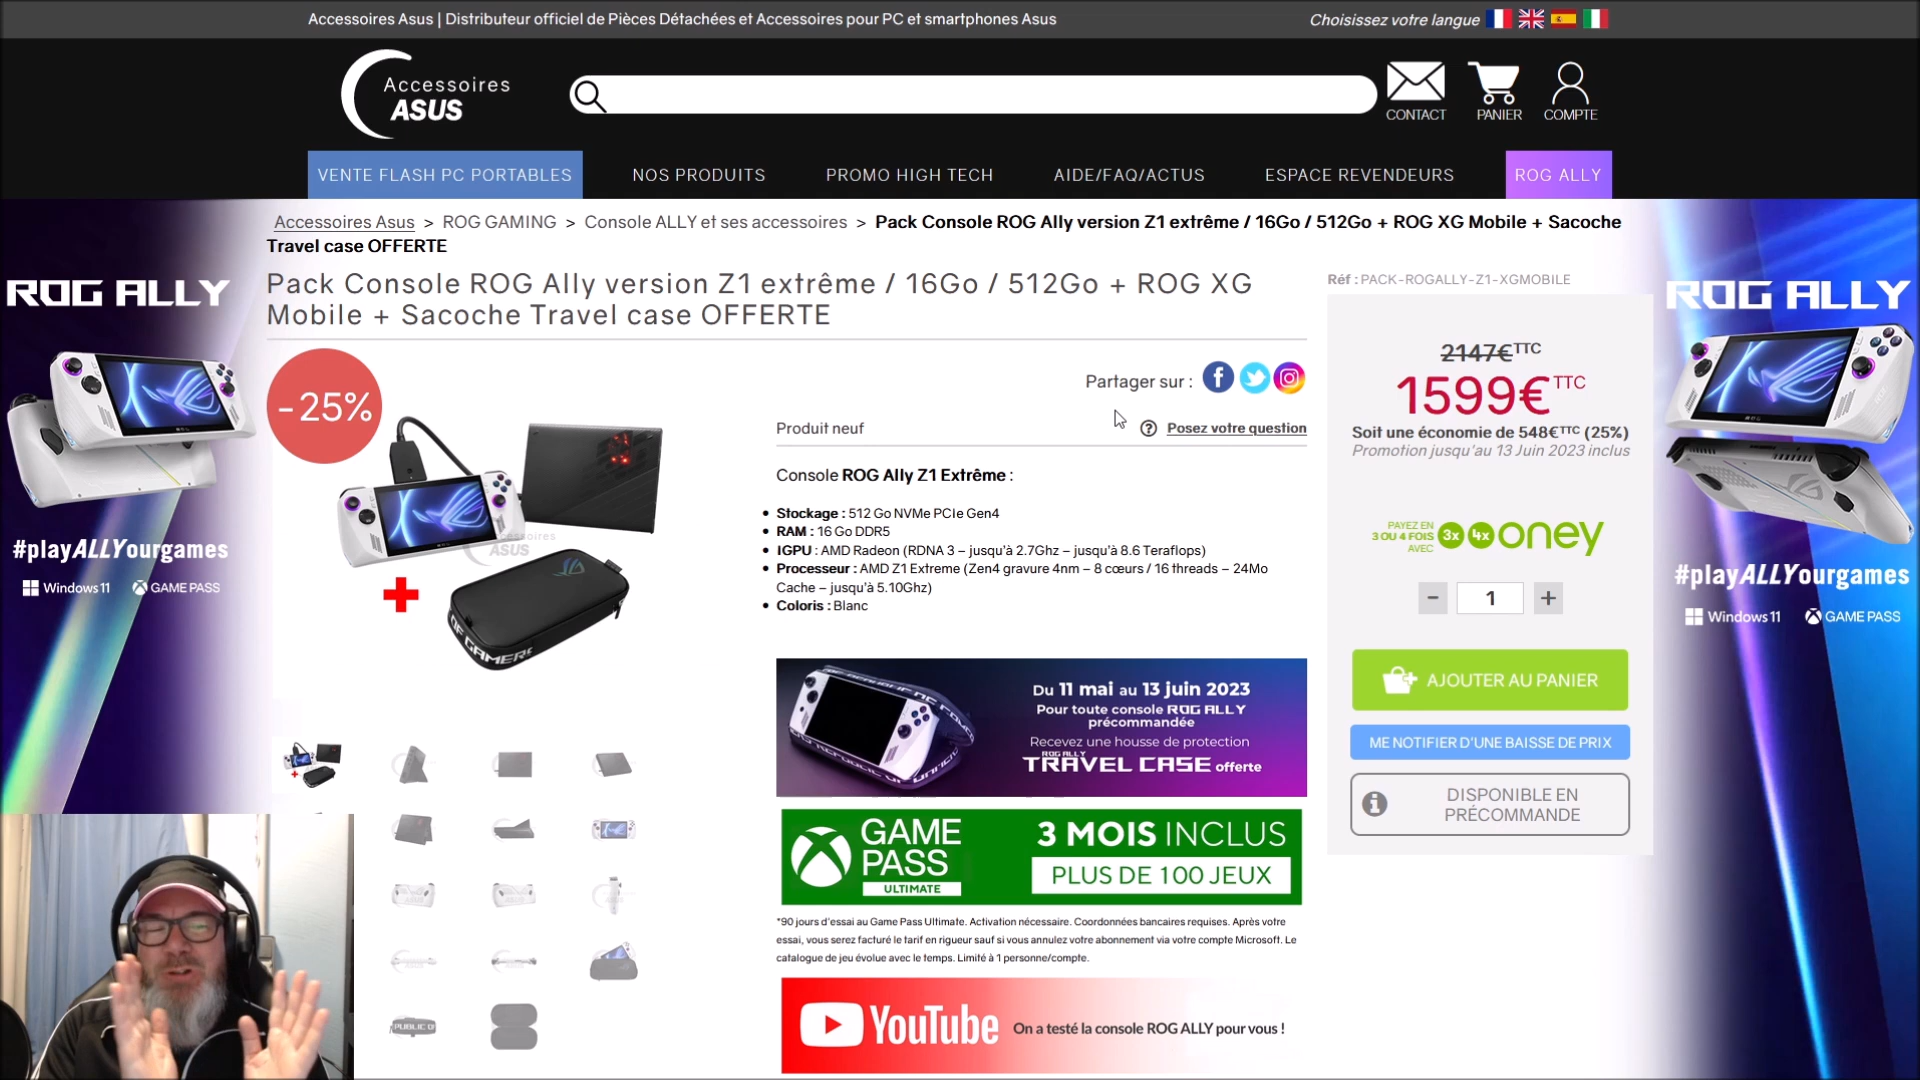 Accessoires Asus | Distributeur officiel de Pièces Détachées et Accessoires pour PC et smartphones Asus
Choisissez votre langue
Accessoires
ASUS
CONTACT
PANIER
COMPTE
VENTE FLASH PC PORTABLES
NOS PRODUITS
PROMO HIGH TECH
AIDE/FAQ/ACTUS
ESPACE REVENDEURS
ROG ALLY
Accessoires Asus > ROG GAMING > Console ALLY et ses accessoires > Pack Console ROG Ally version Z1 extrême / 16Go / 512Go + ROG XG Mobile + Sacoche
Travel case OFFERTE
ROG ALLY
#playALLYourgames
Windows 11
GAME PASS
Pack Console ROG Ally version Z1 extrême / 16Go / 512Go + ROG XG
Mobile + Sacoche Travel case OFFERTE
-25%
Partager sur :
Produit neuf
Posez votre question
Console ROG Ally Z1 Extrême :
Stockage : 512 Go NVMe PCIe Gen4
RAM : 16 Go DDR5
IGPU : AMD Radeon (RDNA 3 – jusqu'à 2.7Ghz – jusqu'à 8.6 Teraflops)
Processeur : AMD Z1 Extreme (Zen4 gravure 4nm – 8 cœurs / 16 threads – 24Mo
Cache – jusqu'à 5.10Ghz)
Coloris : Blanc
Du 11 mai au 13 juin 2023
Pour toute console ROG ALLY
précommandée
Recevez une housse de protection
ROG ALLY
TRAVEL CASE offerte
GAME
PASS
ULTIMATE
3 MOIS INCLUS
PLUS DE 100 JEUX
*90 jours d'essai au Game Pass Ultimate. Activation nécessaire. Coordonnées bancaires requises. Après votre
essai, vous serez facturé le tarif en rigueur sauf si vous annulez votre abonnement via votre compte Microsoft. Le
catalogue de jeu évolue avec le temps. Limité à 1 personne/compte.
YouTube
On a testé la console ROG ALLY pour vous !
Réf : PACK-ROGALLY-Z1-XGMOBILE
2147€TTC
1599€TTC
Soit une économie de 548€TTC (25%)
Promotion jusqu'au 13 Juin 2023 inclus
PAYEZ EN
3 OU 4 FOIS
AVEC
3x 4x oney
- 1 +
AJOUTER AU PANIER
ME NOTIFIER D'UNE BAISSE DE PRIX
DISPONIBLE EN
PRÉCOMMANDE
ROG ALLY
#playALLYourgames
Windows 11
GAME PASS